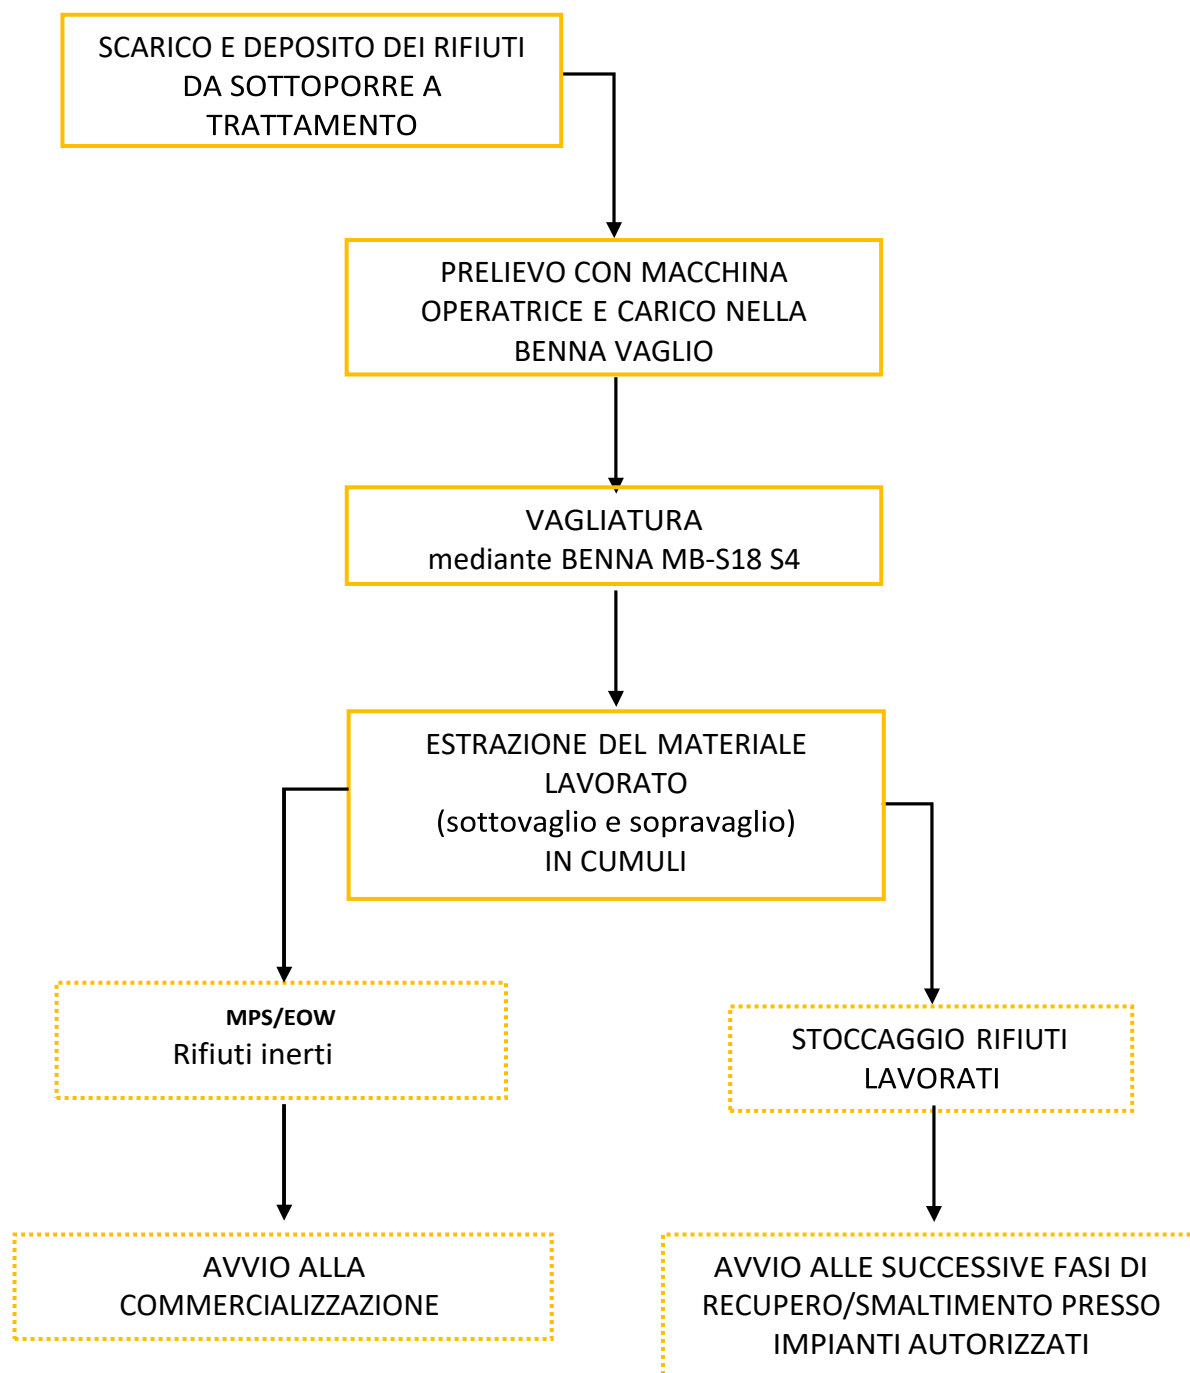 SCARICO E DEPOSITO DEI RIFIUTI
DA SOTTOPORRE A
TRATTAMENTO
PRELIEVO CON MACCHINA
OPERATRICE E CARICO NELLA
BENNA VAGLIO
VAGLIATURA
mediante BENNA MB-S18 S4
ESTRAZIONE DEL MATERIALE
LAVORATO
(sottovaglio e sopravaglio)
IN CUMULI
MPS/EOW
Rifiuti inerti
STOCCAGGIO RIFIUTI
LAVORATI
AVVIO ALLA
COMMERCIALIZZAZIONE
AVVIO ALLE SUCCESSIVE FASI DI
RECUPERO/SMALTIMENTO PRESSO
IMPIANTI AUTORIZZATI